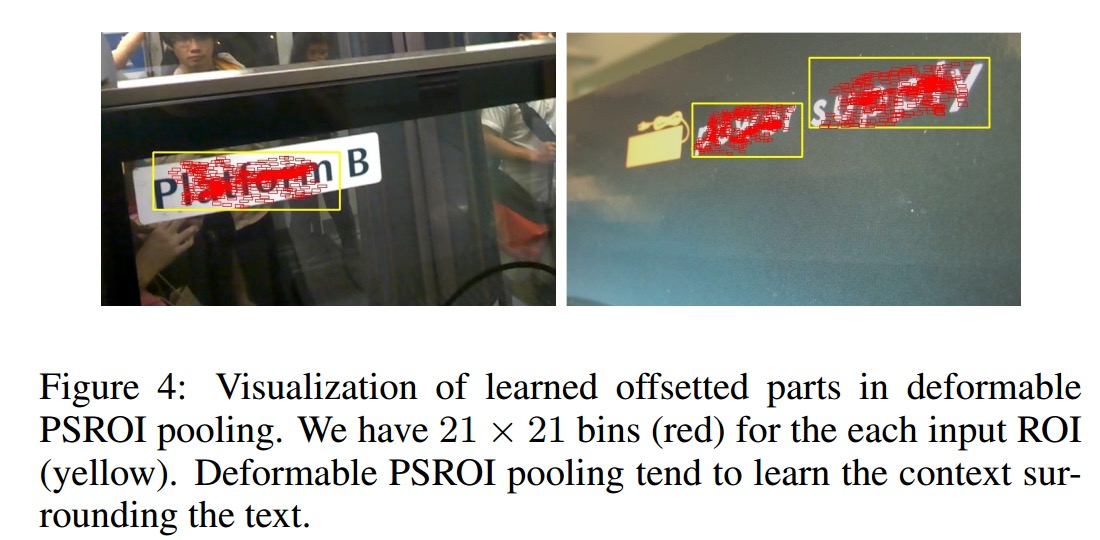 Platform B
supply
Figure 4: Visualization of learned offsetted parts in deformable
PSROI pooling. We have 21 × 21 bins (red) for the each input ROI
(yellow). Deformable PSROI pooling tend to learn the context sur-
rounding the text.